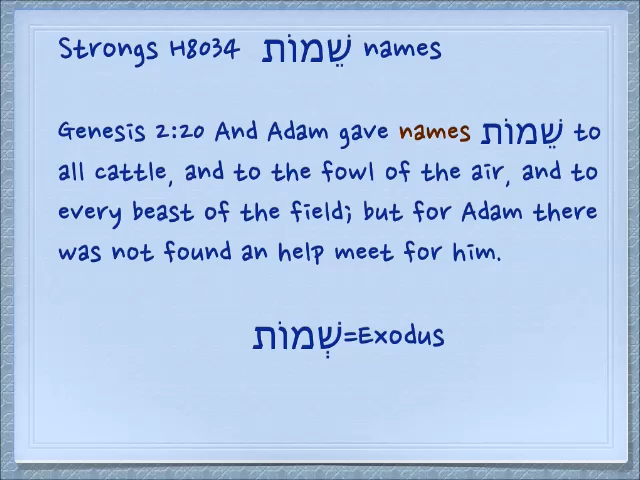 Strongs H8034 שֵׁמוֹת names
Genesis 2:20 And Adam gave names שֵׁמוֹת to
all cattle, and to the fowl of the air, and to
every beast of the field; but for Adam there
was not found an help meet for him.
שְׁמוֹת=Exodus